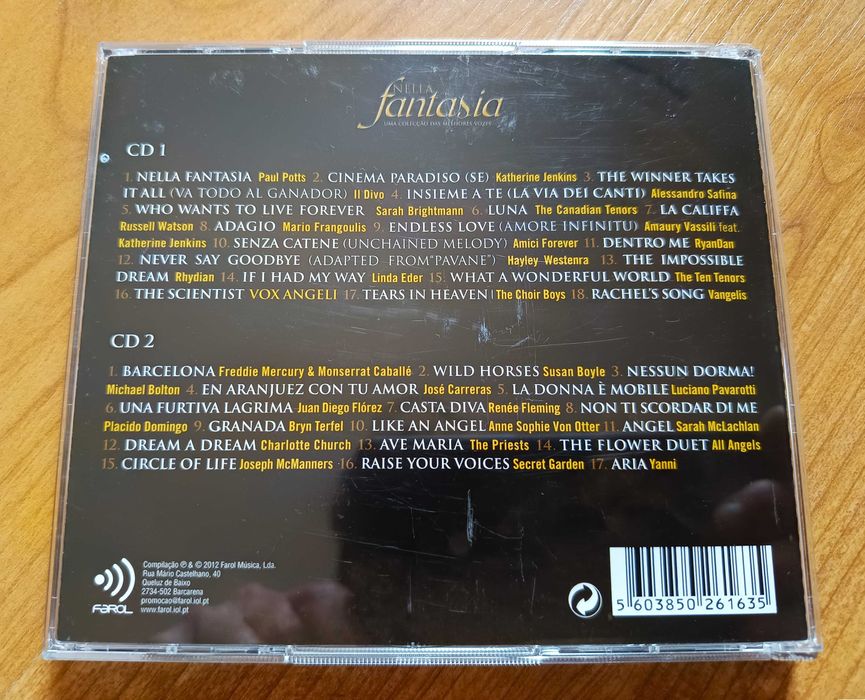 NELLA
fantasia
UMA COLECÇÃO DAS MELHORES VOZES
CD 1
1. NELLA FANTASIA Paul Potts 2. CINEMA PARADISO (SE) Katherine Jenkins 3. THE WINNER TAKES
IT ALL (VA TODO AL GANADOR) Il Divo 4. INSIEME A TE (LÁ VIA DEI CANTI) Alessandro Safina
5. WHO WANTS TO LIVE FOREVER Sarah Brightmann 6. LUNA The Canadian Tenors 7. LA CALIFFA
Russell Watson 8. ADAGIO Mario Frangoulis 9. ENDLESS LOVE (AMORE INFINITU) Amaury Vassili feat.
Katherine Jenkins 10. SENZA CATENE (UNCHAINED MELODY) Amici Forever 11. DENTRO ME RyanDan
12. NEVER SAY GOODBYE (ADAPTED FROM "PAVANE") Hayley Westenra 13. THE IMPOSSIBLE
DREAM Rhydian 14. IF I HAD MY WAY Linda Eder 15. WHAT A WONDERFUL WORLD The Ten Tenors
16. THE SCIENTIST VOX ANGELI 17. TEARS IN HEAVEN The Choir Boys 18. RACHEL'S SONG Vangelis
CD 2
1. BARCELONA Freddie Mercury & Monserrat Caballé 2. WILD HORSES Susan Boyle 3. NESSUN DORMA!
Michael Bolton 4. EN ARANJUEZ CON TU AMOR José Carreras 5. LA DONNA È MOBILE Luciano Pavarotti
6. UNA FURTIVA LAGRIMA Juan Diego Flórez 7. CASTA DIVA Renée Fleming 8. NON TI SCORDAR DI ME
Placido Domingo 9. GRANADA Bryn Terfel 10. LIKE AN ANGEL Anne Sophie Von Otter 11. ANGEL Sarah McLachlan
12. DREAM A DREAM Charlotte Church 13. AVE MARIA The Priests 14. THE FLOWER DUET All Angels
15. CIRCLE OF LIFE Joseph McManners 16. RAISE YOUR VOICES Secret Garden 17. ARIA Yanni
FAROL
Compilação ℗ & © 2012 Farol Música, Lda.
Rua Mário Castelhano, 40
Queluz de Baixo
2734-502 Barcarena
promocao@farol.iol.pt
www.farol.iol.pt
5 603850 261635